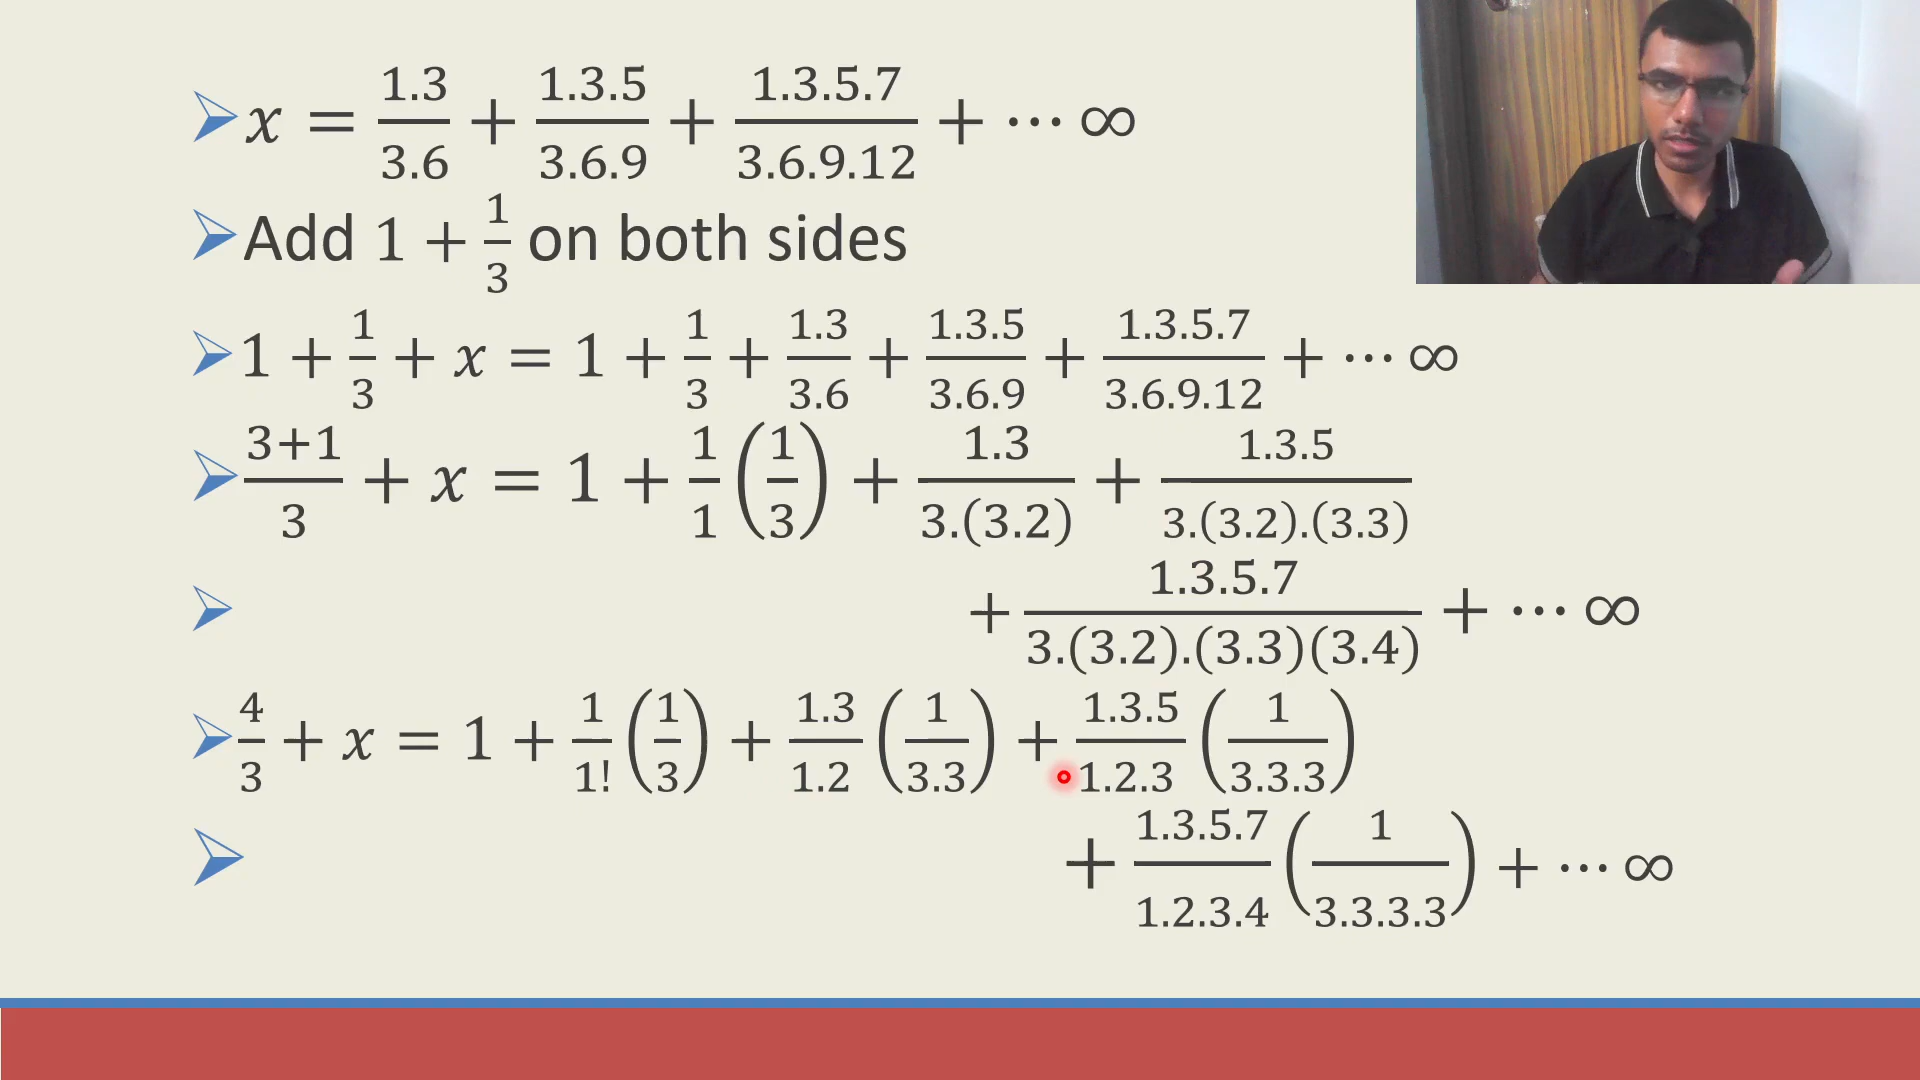 x = 1.3/3.6 + 1.3.5/3.6.9 + 1.3.5.7/3.6.9.12 + ⋯ ∞
Add 1 + 1/3 on both sides
1 + 1/3 + x = 1 + 1/3 + 1.3/3.6 + 1.3.5/3.6.9 + 1.3.5.7/3.6.9.12 + ⋯ ∞
3+1/3 + x = 1 + 1/1 (1/3) + 1.3/3.(3.2) + 1.3.5/3.(3.2).(3.3)
+ 1.3.5.7/3.(3.2).(3.3)(3.4) + ⋯ ∞
4/3 + x = 1 + 1/1! (1/3) + 1.3/1.2 (1/3.3) + 1.3.5/1.2.3 (1/3.3.3)
+ 1.3.5.7/1.2.3.4 (1/3.3.3.3) + ⋯ ∞